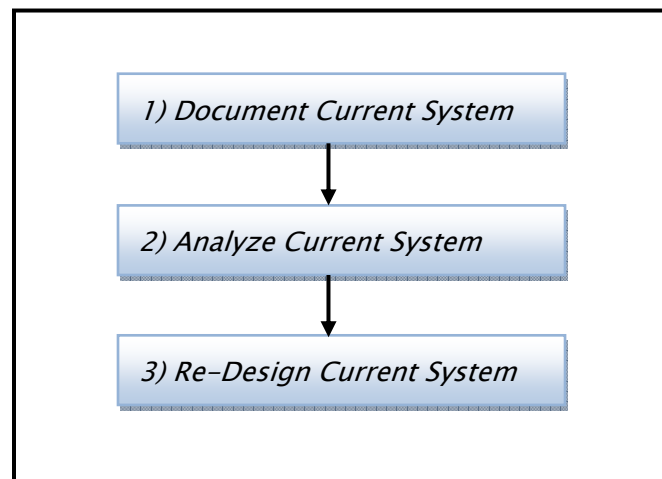 1) Document Current System
2) Analyze Current System
3) Re-Design Current System